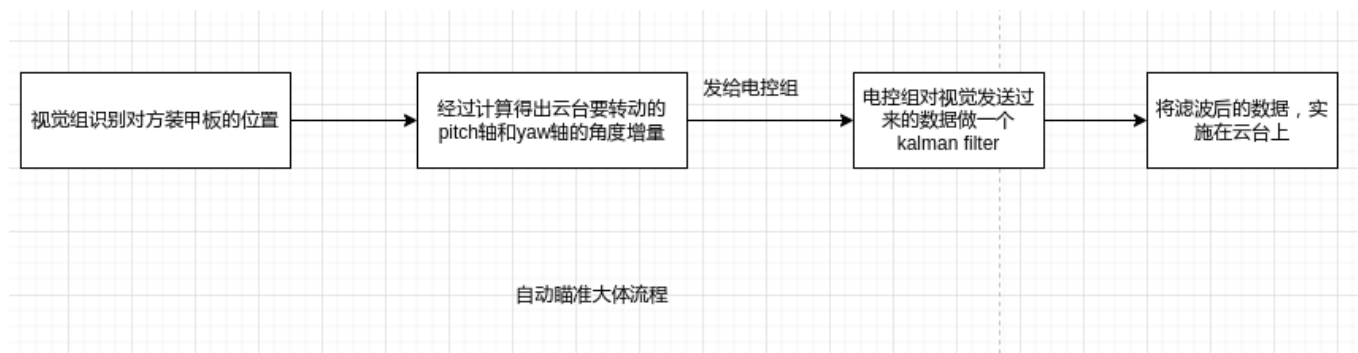 视觉组识别对方装甲板的位置
经过计算得出云台要转动的
pitch轴和yaw轴的角度增量
发给电控组
电控组对视觉发送过
来的数据做一个
kalman filter
将滤波后的数据，实
施在云台上
自动瞄准大体流程